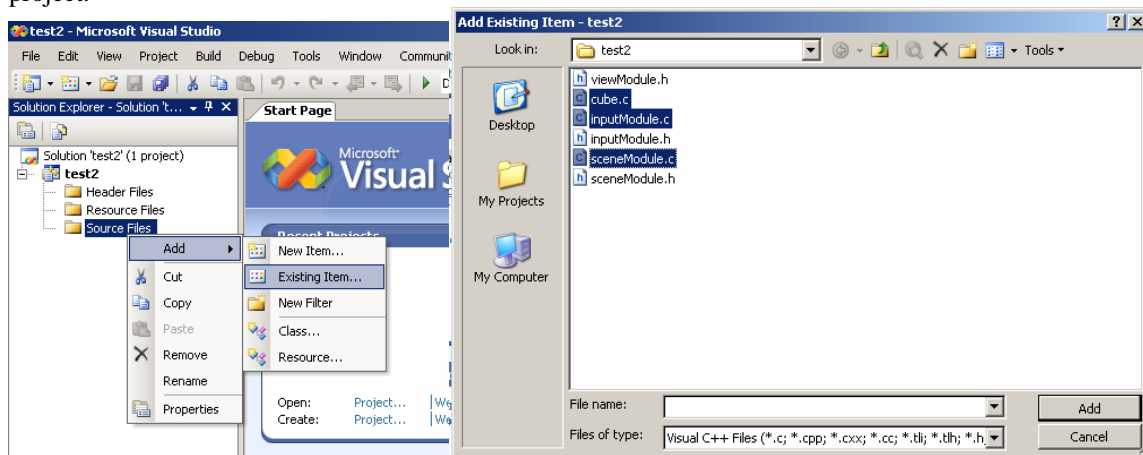 project.
test2 - Microsoft Visual Studio
File Edit View Project Build Debug Tools Window Communit
Solution Explorer - Solution 't...
Start Page
Solution 'test2' (1 project)
test2
Header Files
Resource Files
Source Files
Microsoft
Visual S
Recent Projects
Add
Cut
Copy
Paste
Remove
Rename
Properties
New Item...
Existing Item...
New Filter
Class...
Resource...
Open: Project...
Create: Project...
Add Existing Item - test2
Look in: test2 Tools
Desktop
My Projects
My Computer
viewModule.h
cube.c
inputModule.c
inputModule.h
sceneModule.c
sceneModule.h
File name: Add
Files of type: Visual C++ Files (*.c; *.cpp; *.cxx; *.cc; *.tli; *.tlh; *.h; Cancel